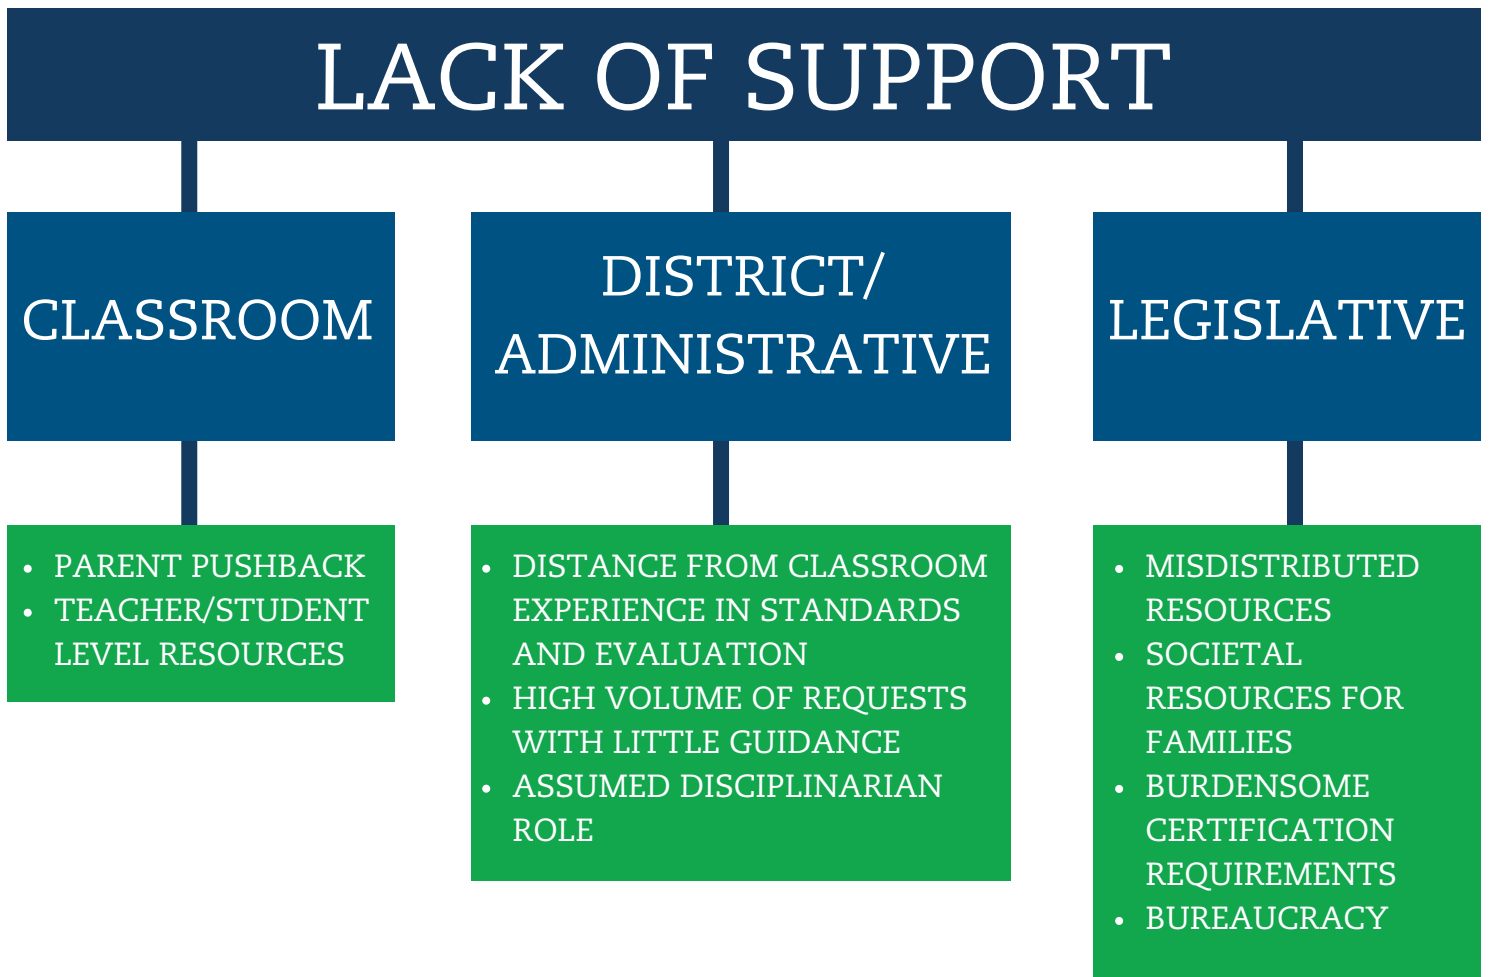 LACK OF SUPPORT
CLASSROOM
• PARENT PUSHBACK
• TEACHER/STUDENT
LEVEL RESOURCES
DISTRICT/
ADMINISTRATIVE
• DISTANCE FROM CLASSROOM
EXPERIENCE IN STANDARDS
AND EVALUATION
• HIGH VOLUME OF REQUESTS
WITH LITTLE GUIDANCE
• ASSUMED DISCIPLINARIAN
ROLE
LEGISLATIVE
• MISDISTRIBUTED
RESOURCES
• SOCIETAL
RESOURCES FOR
FAMILIES
• BURDENSOME
CERTIFICATION
REQUIREMENTS
• BUREAUCRACY